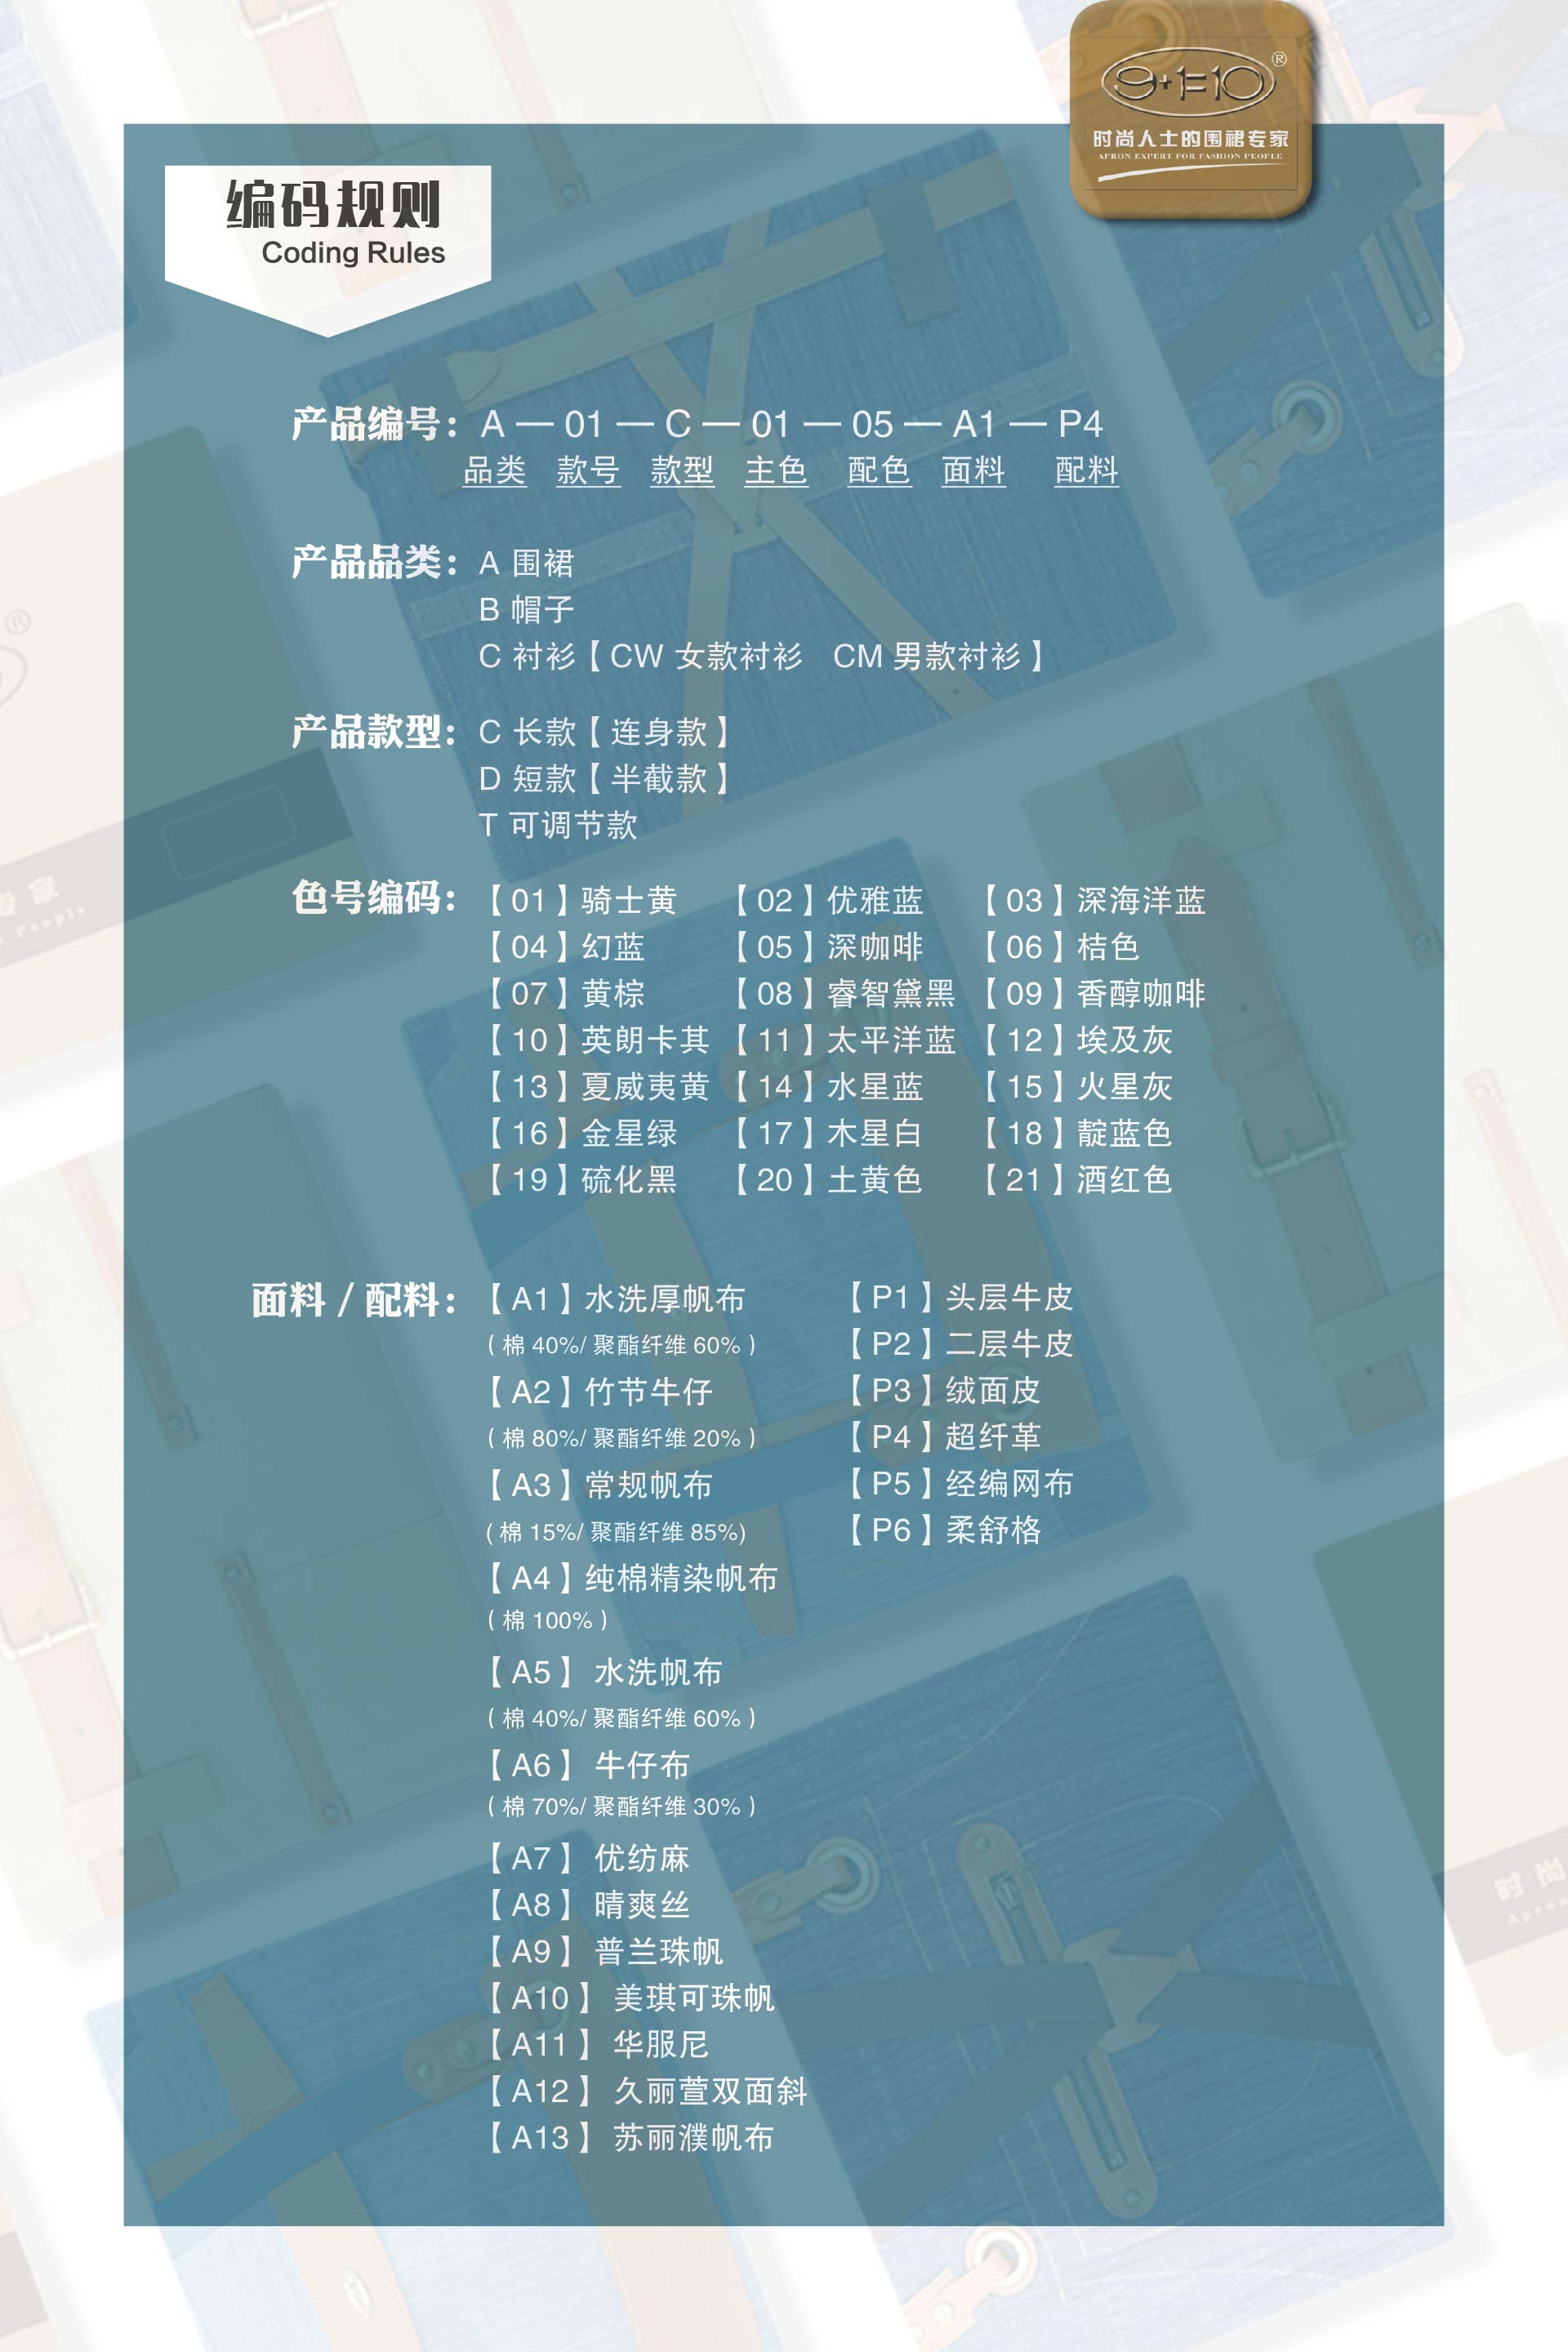 9+1=10®
时尚人士的围裙专家
APRON EXPERT FOR FASHION PEOPLE
编码规则
Coding Rules
产品编号: A — 01 — C — 01 — 05 — A1 — P4
品类 款号 款型 主色 配色 面料 配料
产品品类: A 围裙
B 帽子
C 衬衫【CW 女款衬衫 CM 男款衬衫】
产品款型: C 长款【连身款】
D 短款【半截款】
T 可调节款
色号编码: 【01】骑士黄 【02】优雅蓝 【03】深海洋蓝
【04】幻蓝 【05】深咖啡 【06】桔色
【07】黄棕 【08】睿智黛黑 【09】香醇咖啡
【10】英朗卡其 【11】太平洋蓝 【12】埃及灰
【13】夏威夷黄 【14】水星蓝 【15】火星灰
【16】金星绿 【17】木星白 【18】靛蓝色
【19】硫化黑 【20】土黄色 【21】酒红色
面料 / 配料: 【A1】水洗厚帆布 【P1】头层牛皮
(棉 40%/ 聚酯纤维 60%) 【P2】二层牛皮
【A2】竹节牛仔 【P3】绒面皮
(棉 80%/ 聚酯纤维 20%) 【P4】超纤革
【A3】常规帆布 【P5】经编网布
(棉 15%/ 聚酯纤维 85%) 【P6】柔舒格
【A4】纯棉精染帆布
(棉 100%)
【A5】 水洗帆布
(棉 40%/ 聚酯纤维 60%)
【A6】 牛仔布
(棉 70%/ 聚酯纤维 30%)
【A7】 优纺麻
【A8】 晴爽丝
【A9】 普兰珠帆
【A10】 美琪可珠帆
【A11】 华服尼
【A12】 久丽萱双面斜
【A13】 苏丽濮帆布
专 家
People
时 尚